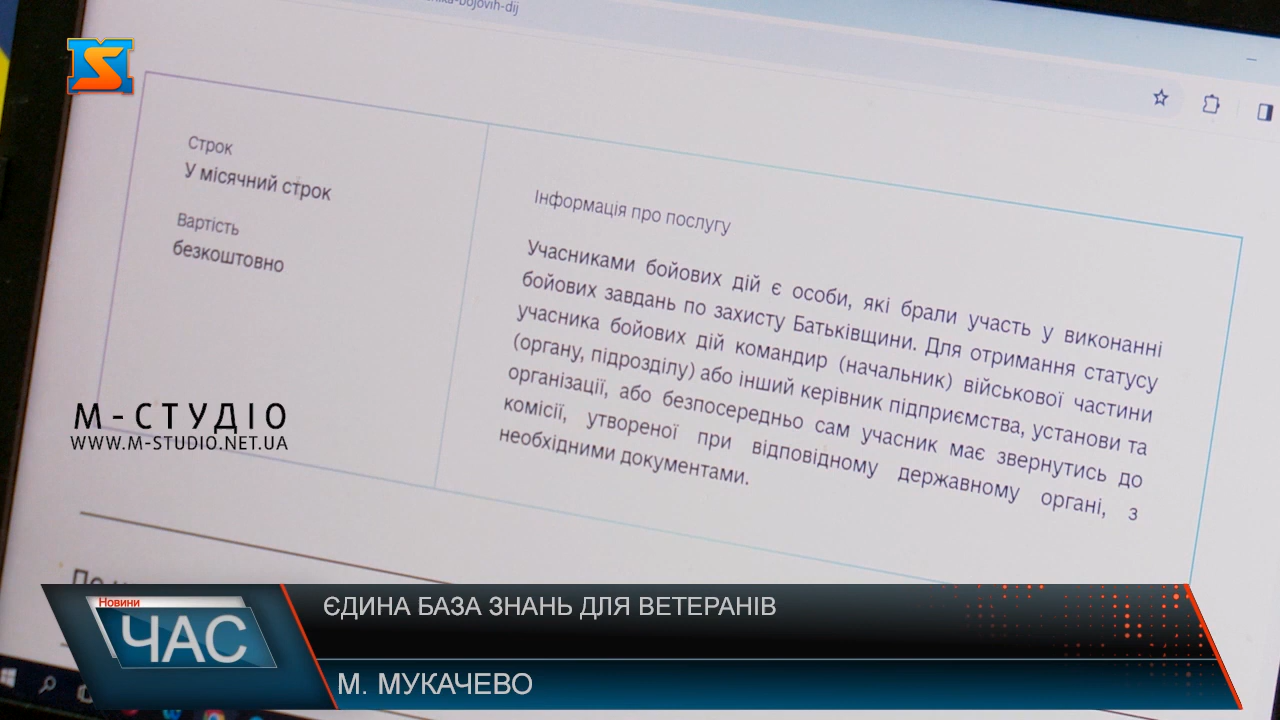 Строк
У місячний строк
Вартість
безкоштовно
Інформація про послугу
Учасниками бойових дій є особи, які брали участь у виконанні
бойових завдань по захисту Батьківщини. Для отримання статусу
учасника бойових дій командир (начальник) військової частини
(органу, підрозділу) або інший керівник підприємства, установи та
організації, або безпосередньо сам учасник має звернутись до
комісії, утвореної при відповідному державному органі, з
необхідними документами.
М-СТУДІО
WWW.M-STUDIO.NET.UA
Новини
ЧАС
ЄДИНА БАЗА ЗНАНЬ ДЛЯ ВЕТЕРАНІВ
М. МУКАЧЕВО